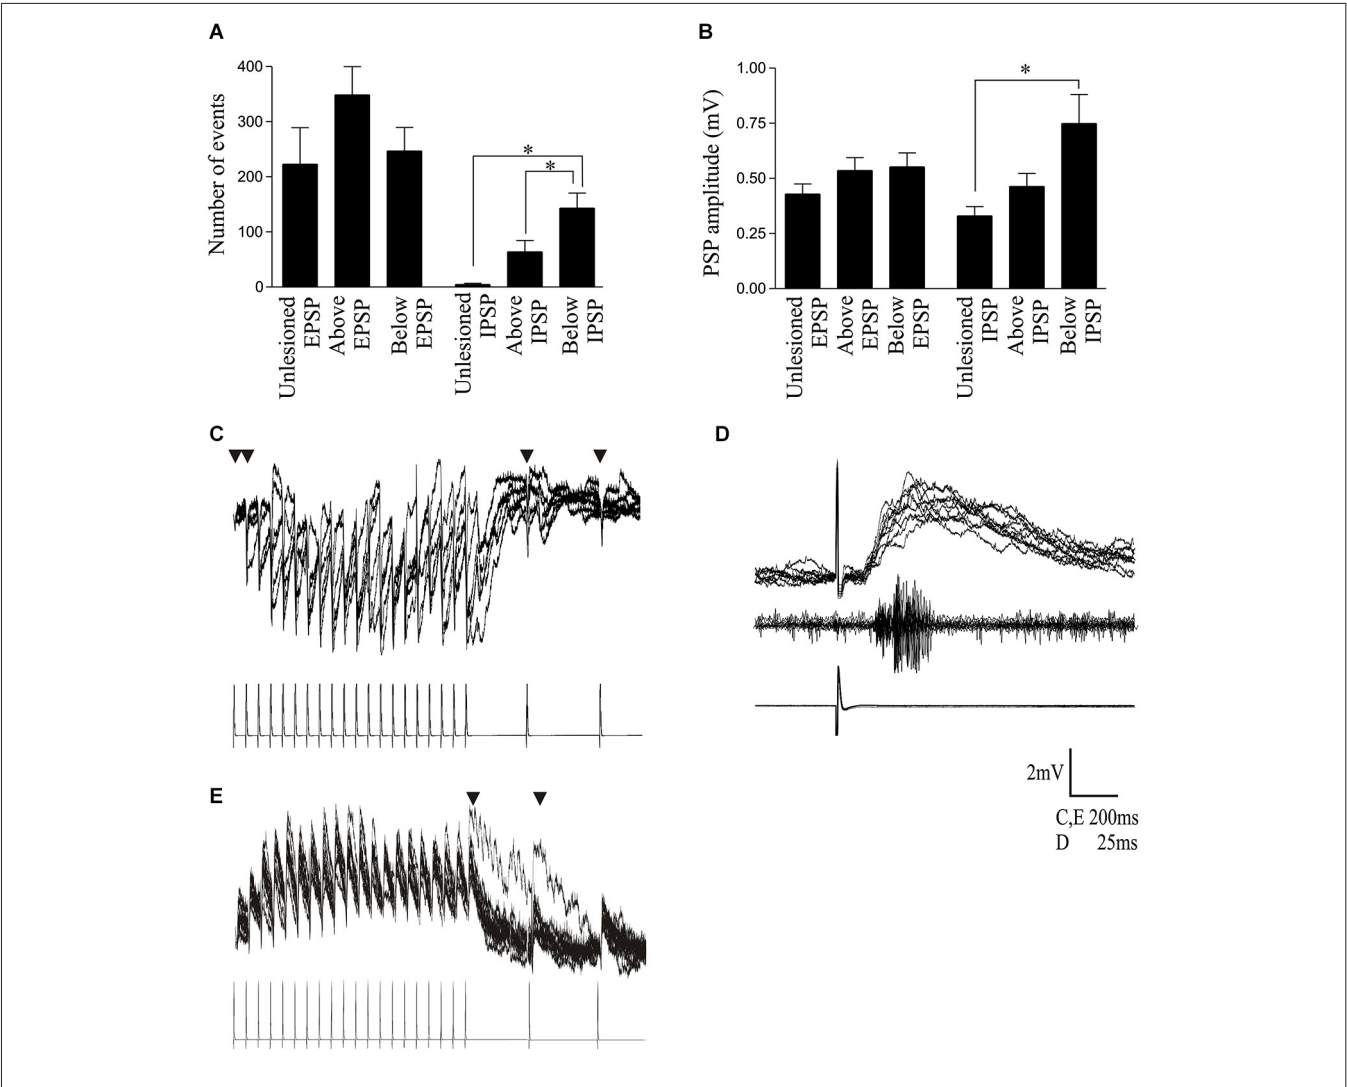 A
Number of events
400
300
200
100
0
*
*
Unlesioned
EPSP
Above
EPSP
Below
EPSP
Unlesioned
IPSP
Above
IPSP
Below
IPSP
B
PSP amplitude (mV)
1.00
0.75
0.50
0.25
0.00
*
Unlesioned
EPSP
Above
EPSP
Below
EPSP
Unlesioned
IPSP
Above
IPSP
Below
IPSP
C
D
2mV
C,E 200ms
D 25ms
E